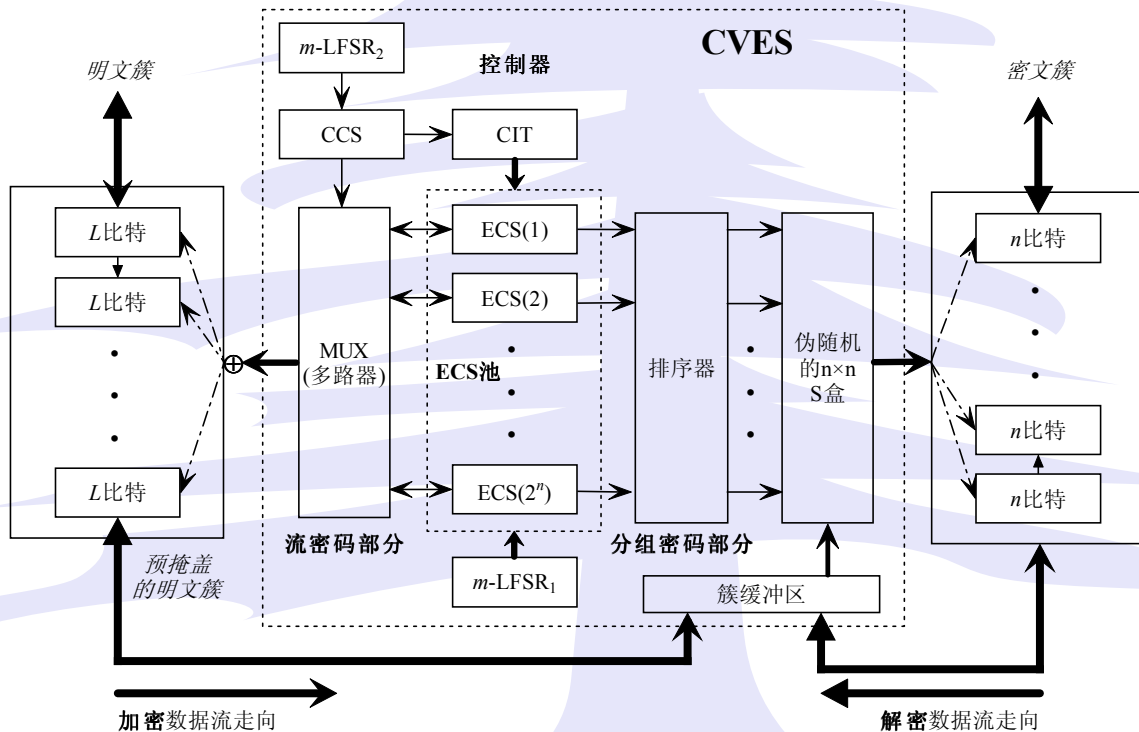 CVES
m-LFSR₂
控制器
明文簇
密文簇
CCS
CIT
L比特
ECS(1)
n比特
L比特
ECS(2)
MUX
(多路器)
ECS池
排序器
伪随机
的n×n
S盒
n比特
L比特
ECS(2ⁿ)
n比特
流密码部分
分组密码部分
预掩盖
的明文簇
m-LFSR₁
簇缓冲区
加密数据流走向
解密数据流走向